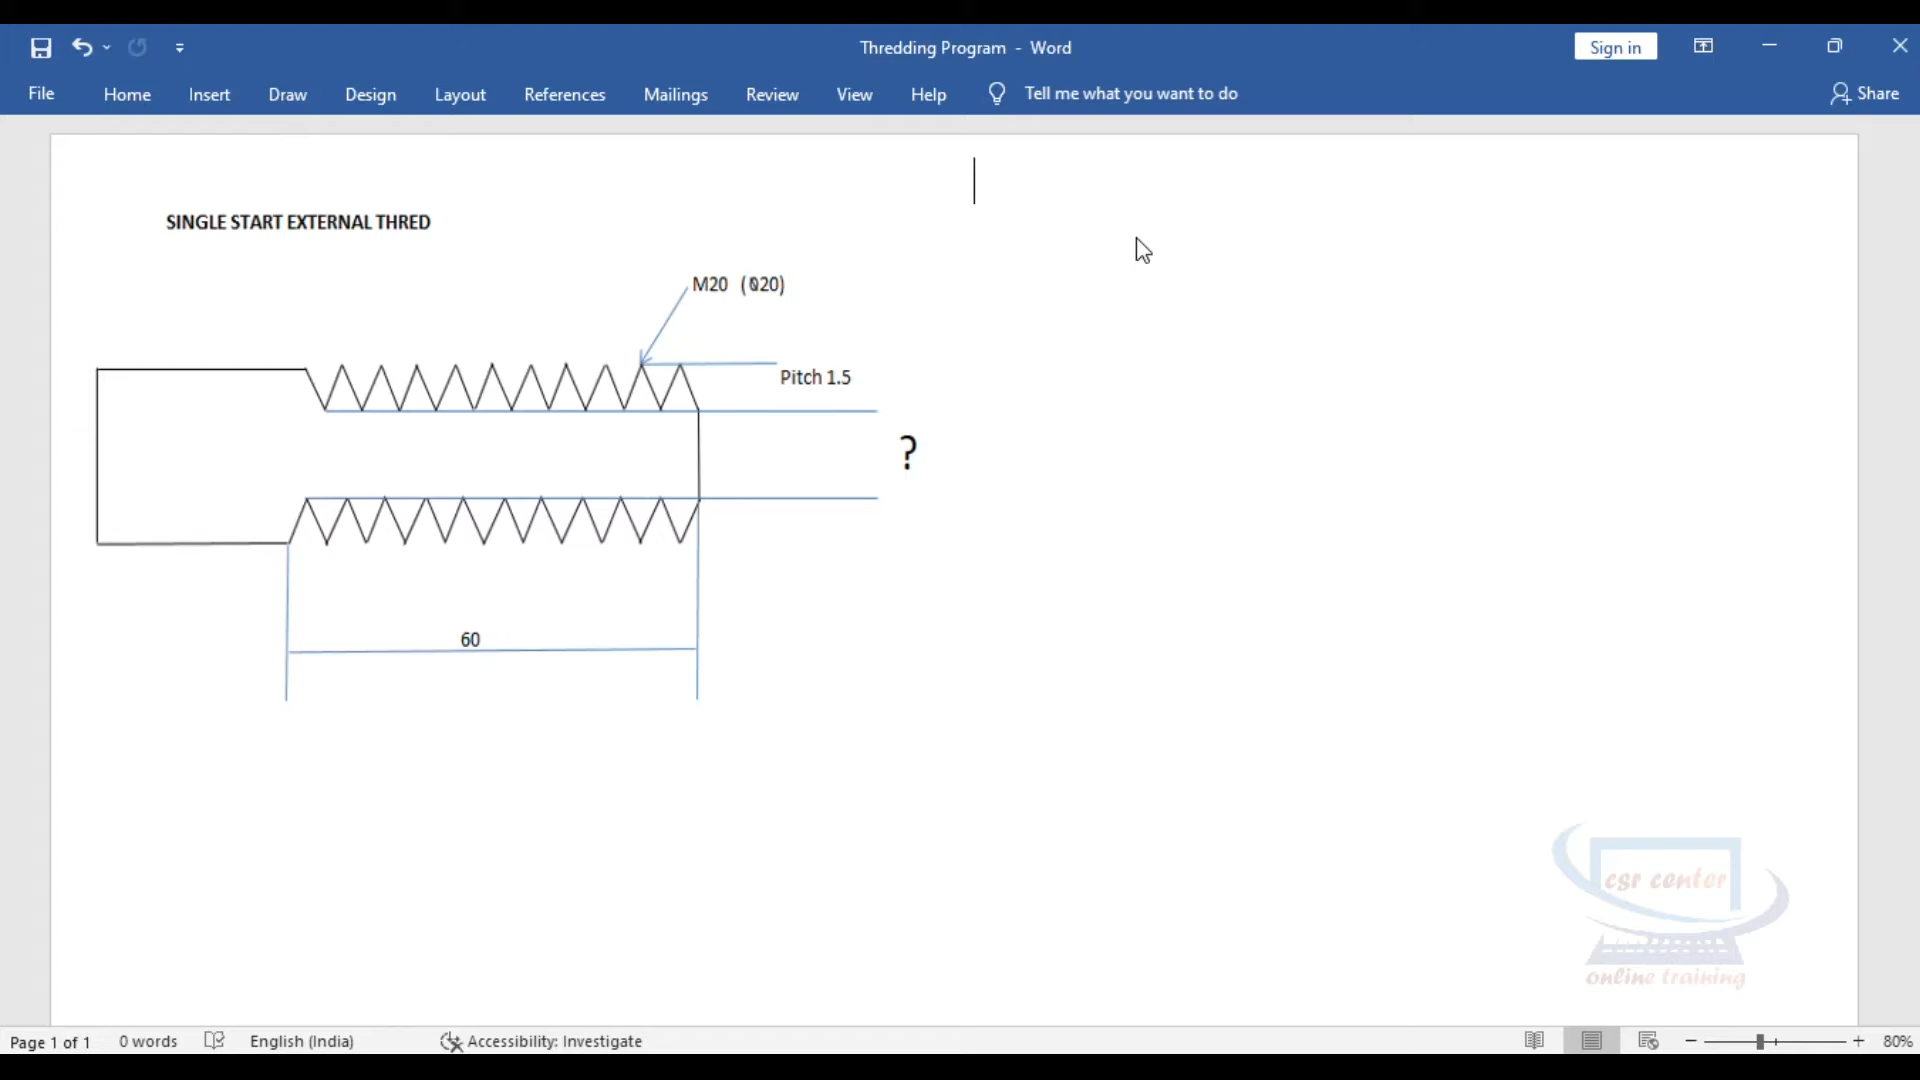 Thredding Program - Word
Sign in
File Home Insert Draw Design Layout References Mailings Review View Help Tell me what you want to do Share
SINGLE START EXTERNAL THRED
M20 (020)
Pitch 1.5
?
60
csr center
online training
Page 1 of 1 0 words English (India) Accessibility: Investigate 80%